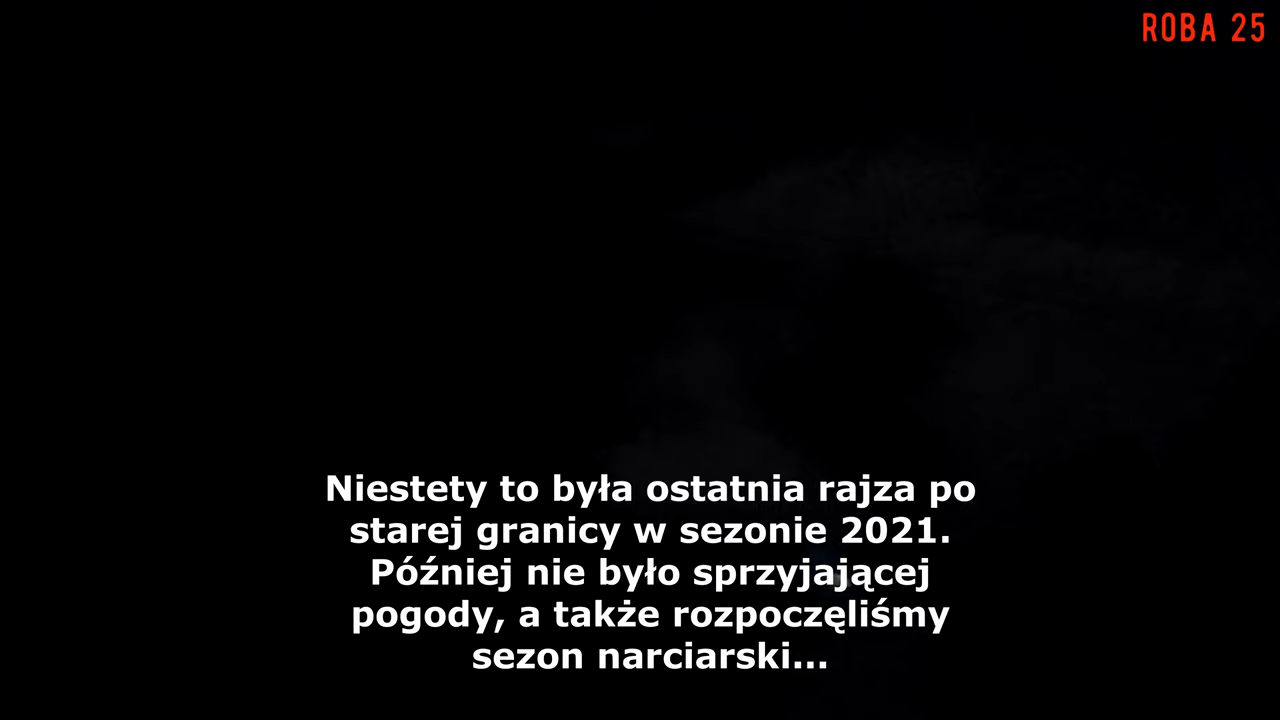 ROBA 25
Niestety to była ostatnia rajza po
starej granicy w sezonie 2021.
Później nie było sprzyjającej
pogody, a także rozpoczęliśmy
sezon narciarski...